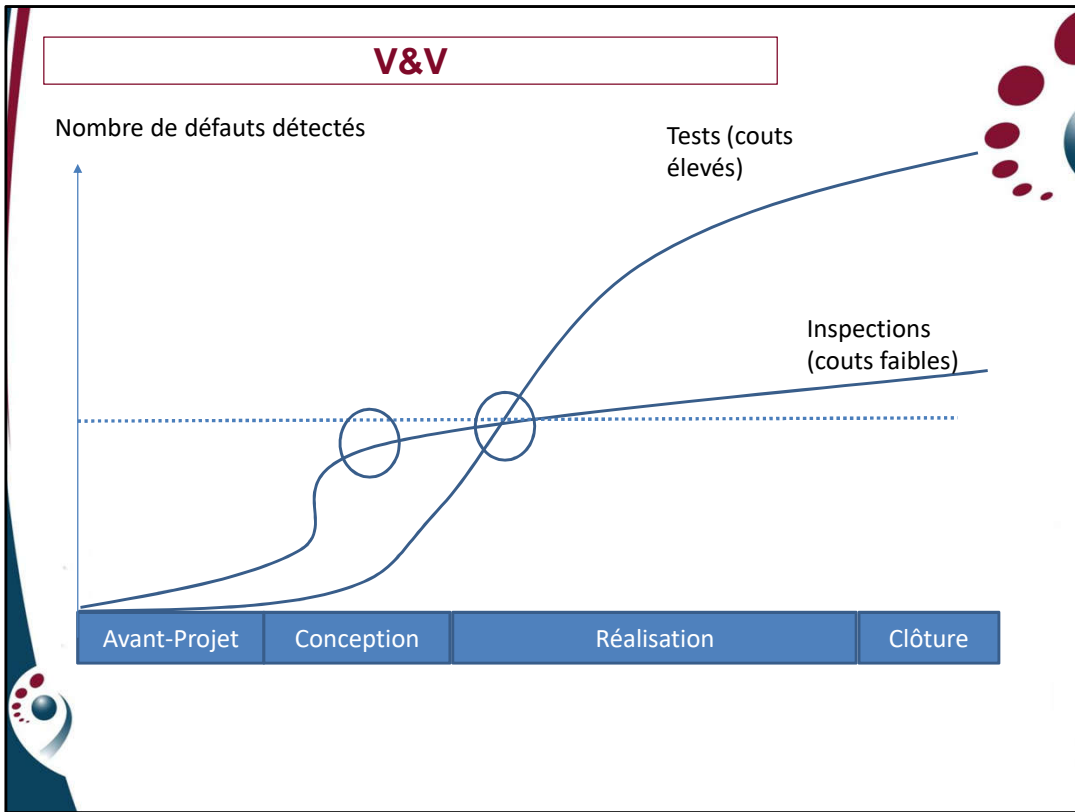 V&V
Nombre de défauts détectés
Tests (couts
élevés)
Inspections
(couts faibles)
Avant-Projet
Conception
Réalisation
Clôture